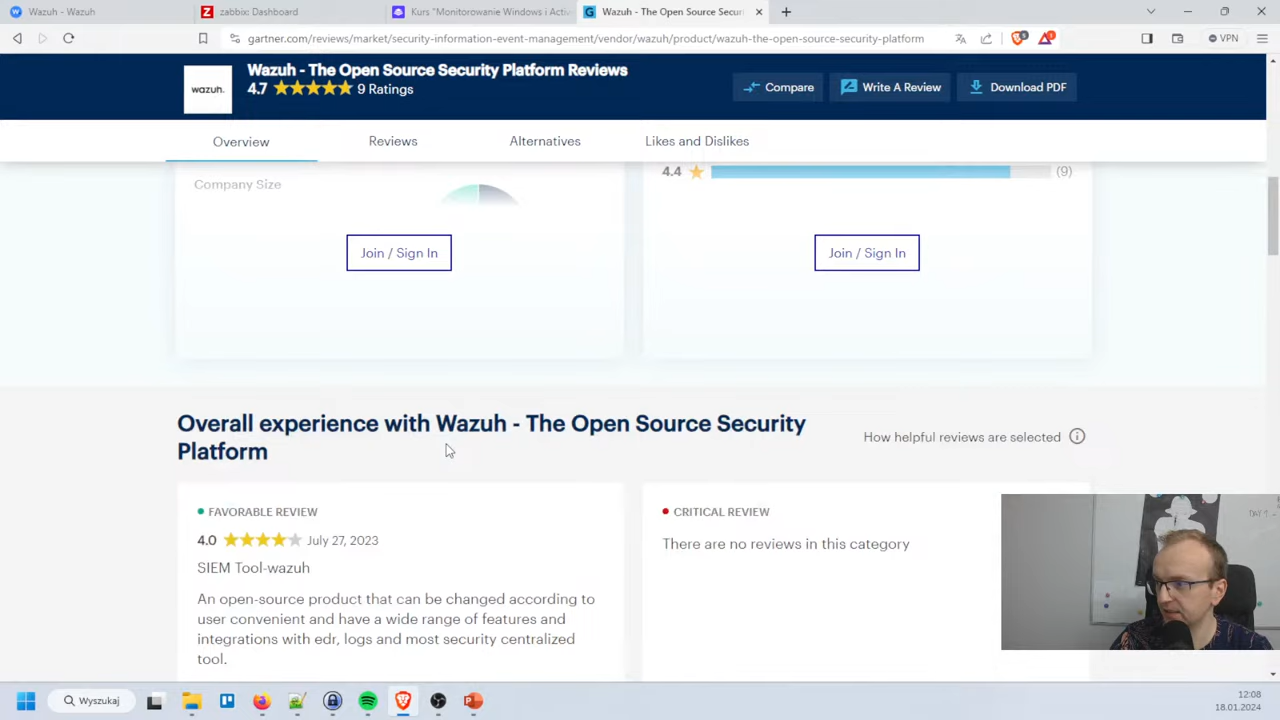 Wazuh - Wazuh
zabbix: Dashboard
Kurs "Monitorowanie Windows i Activ
Wazuh - The Open Source Securi
gartner.com/reviews/market/security-information-event-management/vendor/wazuh/product/wazuh-the-open-source-security-platform
VPN
wazuh.
Wazuh - The Open Source Security Platform Reviews
4.7 9 Ratings
Compare
Write A Review
Download PDF
Overview
Reviews
Alternatives
Likes and Dislikes
Company Size
4.4
(9)
Join / Sign In
Join / Sign In
Overall experience with Wazuh - The Open Source Security
Platform
How helpful reviews are selected
FAVORABLE REVIEW
4.0 July 27, 2023
SIEM Tool-wazuh
An open-source product that can be changed according to
user convenient and have a wide range of features and
integrations with edr, logs and most security centralized
tool.
CRITICAL REVIEW
There are no reviews in this category
Wyszukaj
12:08
18.01.2024